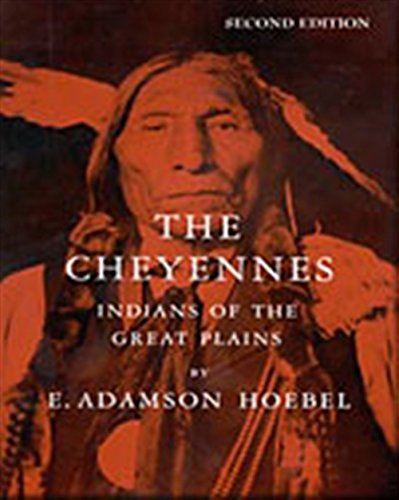 SECOND EDITION
THE
CHEYENNES
INDIANS OF THE
GREAT PLAINS
BY
E. ADAMSON HOEBEL